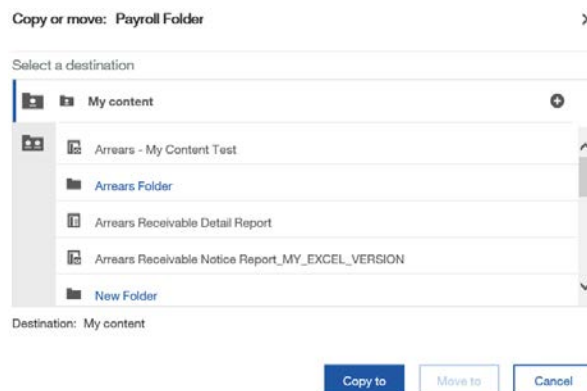 Copy or move: Payroll Folder
Select a destination
My content
Arrears - My Content Test
Arrears Folder
Arrears Receivable Detail Report
Arrears Receivable Notice Report_MY_EXCEL_VERSION
New Folder
Destination: My content
Copy to Move to Cancel